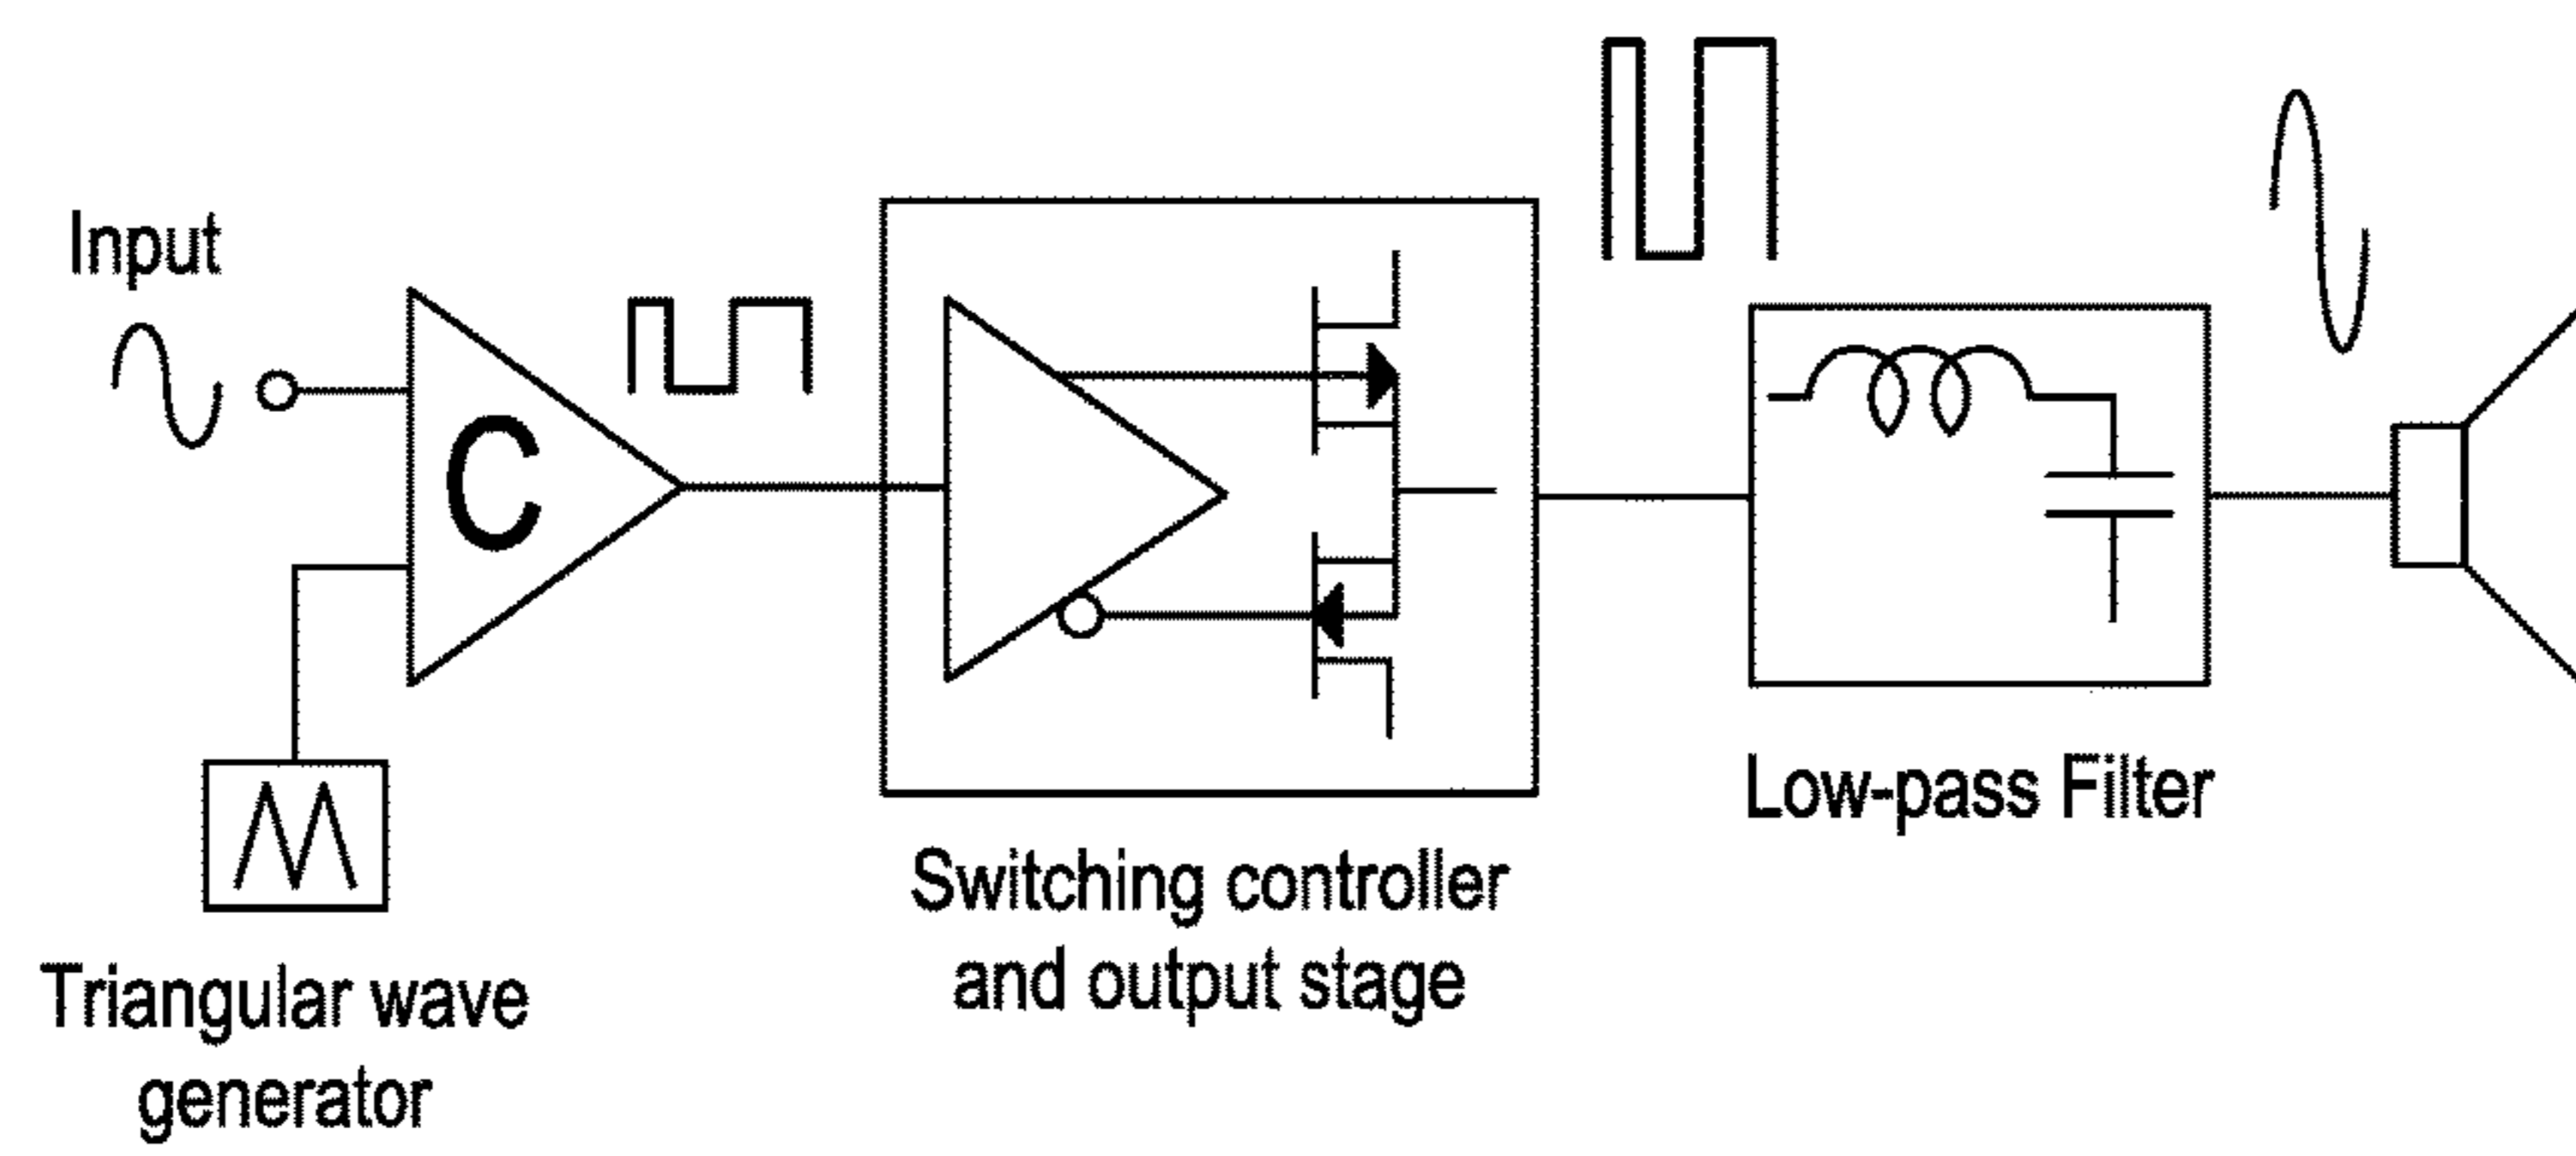 Input
C
Triangular wave
generator
Switching controller
and output stage
Low-pass Filter